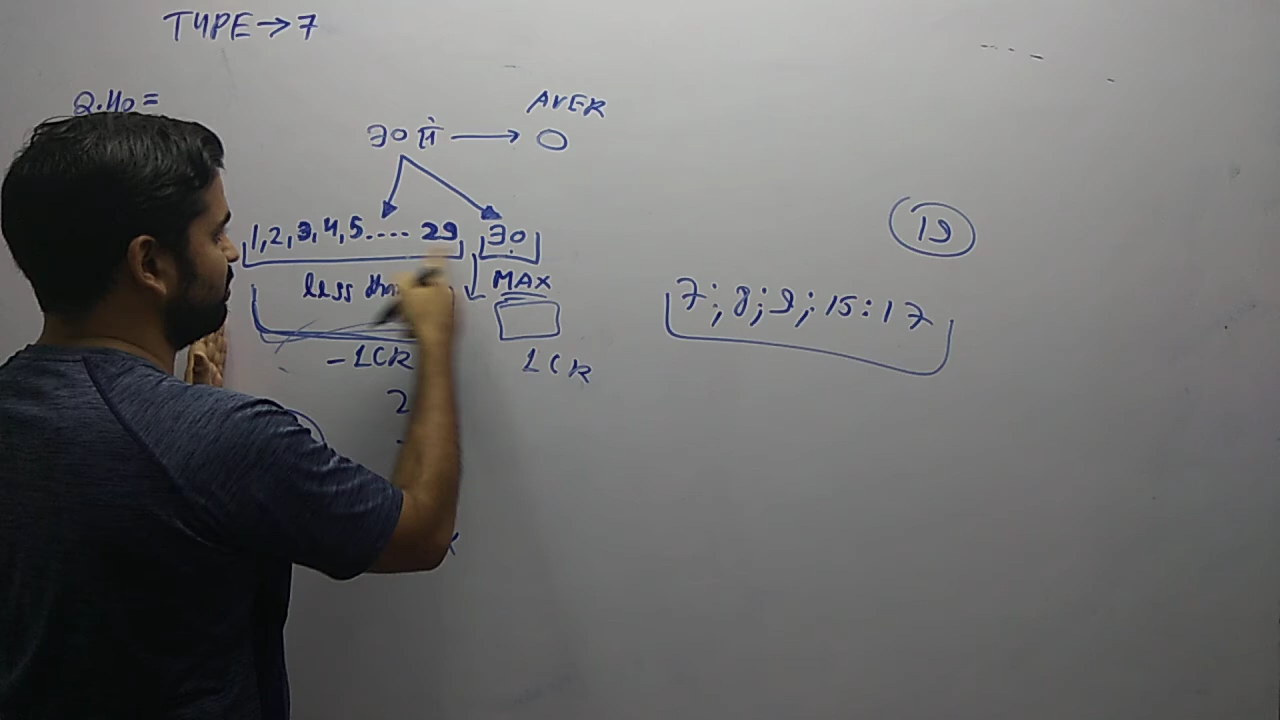 TYPE→7
Q.40=
AVER
30 → 0
1,2,3,4,5.... 29 30
less MAX
-1CR 1CR
2
19
7;8;9;15:17